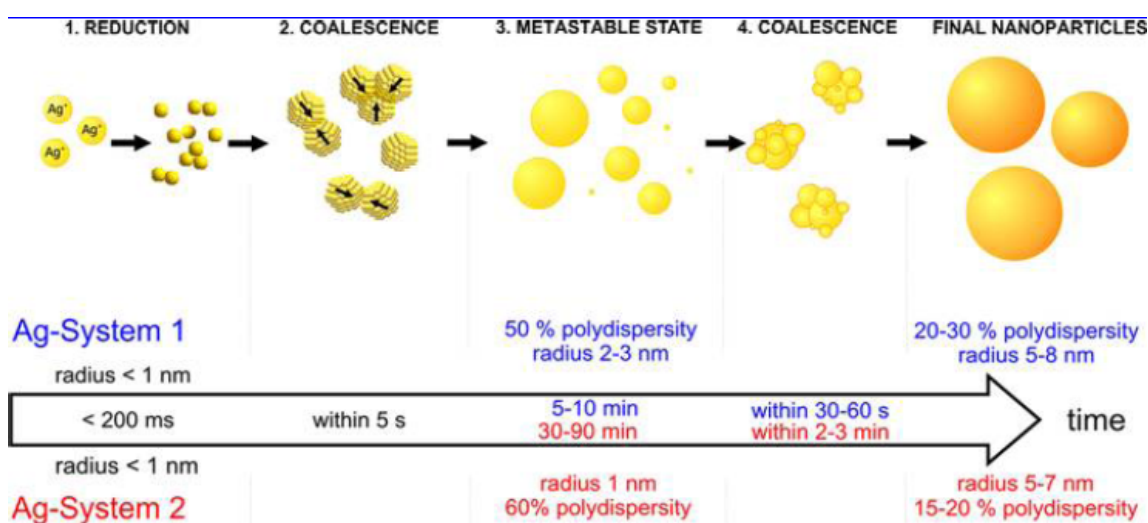 1. REDUCTION
2. COALESCENCE
3. METASTABLE STATE
4. COALESCENCE
FINAL NANOPARTICLES
Ag⁺
Ag⁺
Ag⁺
Ag-System 1
50 % polydispersity
radius 2-3 nm
20-30 % polydispersity
radius 5-8 nm
radius < 1 nm
< 200 ms
within 5 s
5-10 min
30-90 min
within 30-60 s
within 2-3 min
time
radius < 1 nm
Ag-System 2
radius 1 nm
60% polydispersity
radius 5-7 nm
15-20 % polydispersity